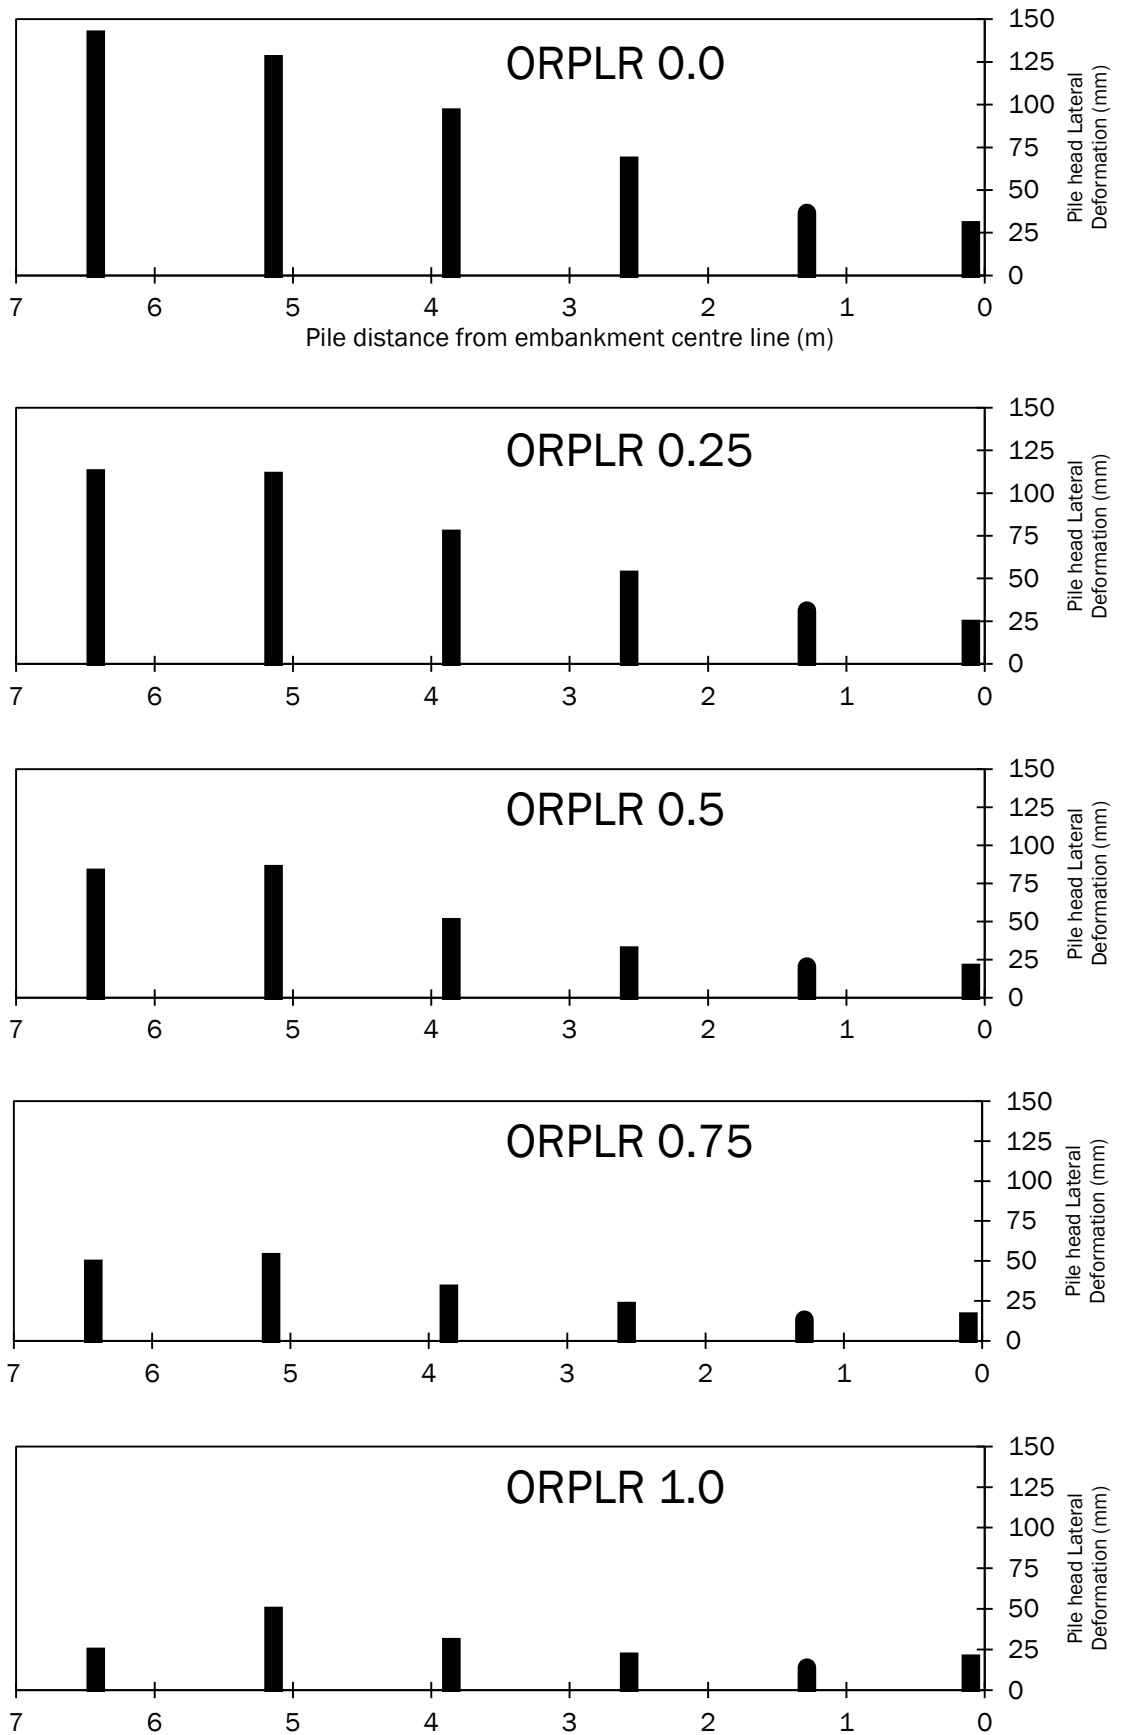 ORPLR 0.0
150
125
100
75
50
25
0
Pile head Lateral
Deformation (mm)
7 6 5 4 3 2 1 0
Pile distance from embankment centre line (m)
ORPLR 0.25
150
125
100
75
50
25
0
Pile head Lateral
Deformation (mm)
7 6 5 4 3 2 1 0
ORPLR 0.5
150
125
100
75
50
25
0
Pile head Lateral
Deformation (mm)
7 6 5 4 3 2 1 0
ORPLR 0.75
150
125
100
75
50
25
0
Pile head Lateral
Deformation (mm)
7 6 5 4 3 2 1 0
ORPLR 1.0
150
125
100
75
50
25
0
Pile head Lateral
Deformation (mm)
7 6 5 4 3 2 1 0